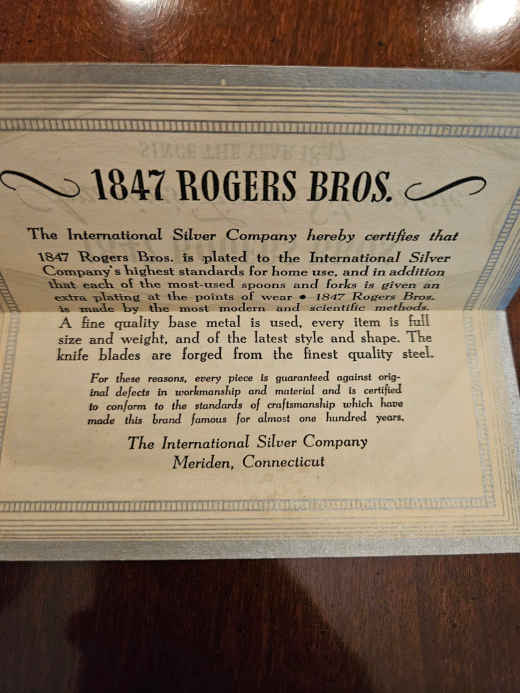 SINCE THE YEAR 1847
1847 ROGERS BROS.
The International Silver Company hereby certifies that
1847 Rogers Bros. is plated to the International Silver
Company's highest standards for home use, and in addition
that each of the most-used spoons and forks is given an
extra plating at the points of wear • 1847 Rogers Bros.
is made by the most modern and scientific methods.
A fine quality base metal is used, every item is full
size and weight, and of the latest style and shape. The
knife blades are forged from the finest quality steel.
For these reasons, every piece is guaranteed against orig-
inal defects in workmanship and material and is certified
to conform to the standards of craftsmanship which have
made this brand famous for almost one hundred years.
The International Silver Company
Meriden, Connecticut